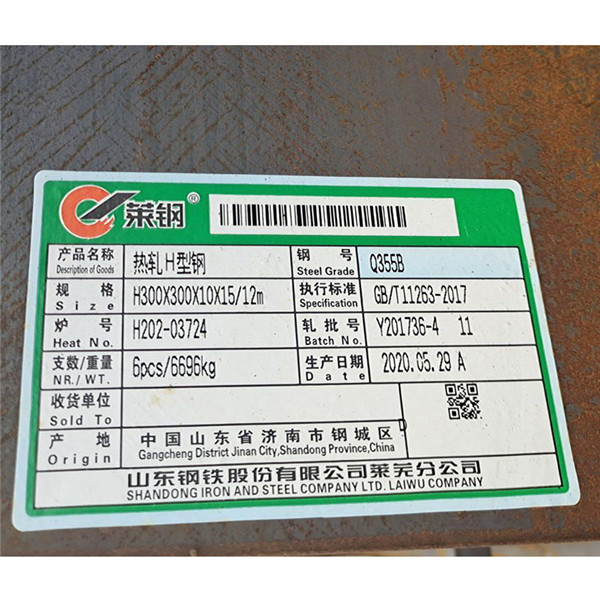 莱钢®
产品名称 热轧H型钢 钢 号 Q355B
Description of Goods Steel Grade
规 格 H300X300X10X15/12m 执行标准 GB/T11263-2017
Size Specification
炉 号 H202-03724 轧 批 号 Y201736-4 11
Heat No. Batch No.
支数/重量 6pcs/6696kg 生产日期 2020.05.29 A
NR./WT. Date
收货单位
Sold To
产 地 中国山东省济南市钢城区
Origin Gangcheng District Jinan City,Shandong Province,China
山东钢铁股份有限公司莱芜分公司
SHANDONG IRON AND STEEL COMPANY LTD. LAIWU COMPANY